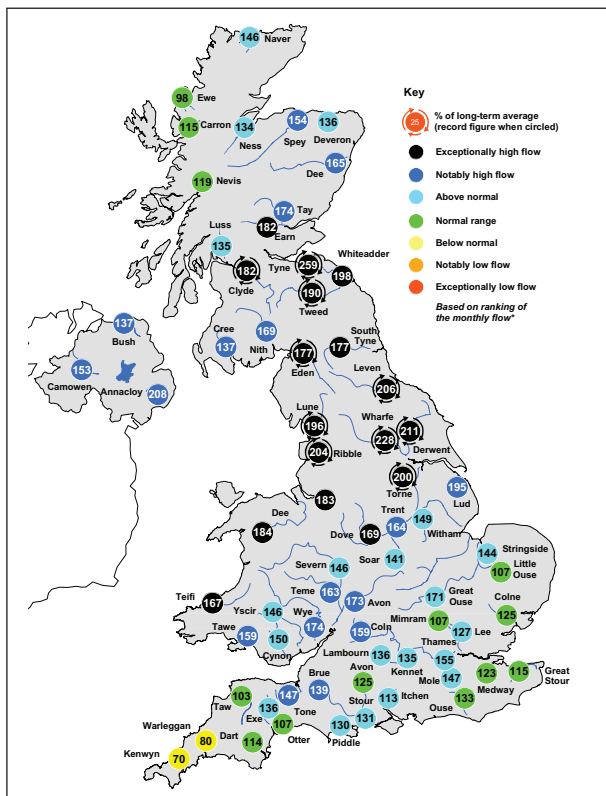 146
Naver
98
Ewe
115
Carron
134
Ness
154
Spey
136
Deveron
165
Dee
119
Nevis
174
Tay
182
Earn
Luss
135
182
Clyde
Tyne
259
Whiteadder
198
190
Tweed
Cree
137
169
Nith
South
Tyne
177
177
Eden
137
Bush
153
Camowen
Annacloy
208
Leven
206
Lune
196
Wharfe
228
211
Derwent
204
Ribble
200
Torne
195
Lud
183
Dee
184
Trent
164
149
Witham
Dove
169
Soar
141
144
Stringside
107
Little
Ouse
Severn
146
Teme
163
173
Avon
171
Great
Ouse
Colne
125
Teifi
167
Yscir
146
Wye
174
Tawe
159
150
Cynon
159
Coln
Mimram
107
127
Lee
Thames
155
Lambourn
136
135
Kennet
Mole
147
123
Medway
115
Great
Stour
Brue
139
Avon
125
Stour
113
Itchen
Ouse
133
103
Taw
136
Exe
147
Tone
107
Otter
130
Piddle
131
Warleggan
80
Dart
114
Kenwyn
70
Key
25
% of long-term average
(record figure when circled)
Exceptionally high flow
Notably high flow
Above normal
Normal range
Below normal
Notably low flow
Exceptionally low flow
Based on ranking of
the monthly flow*